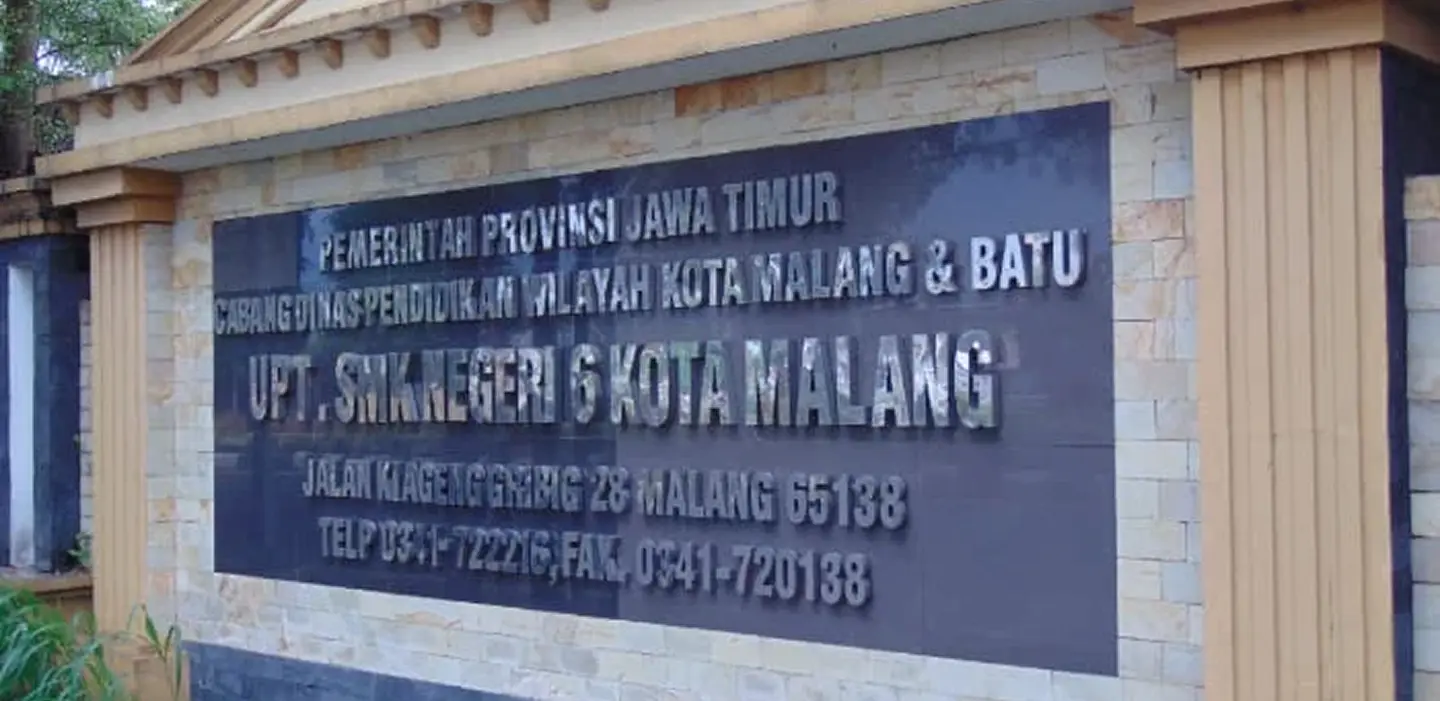 PEMERINTAH PROVINSI JAWA TIMUR
CABANG DINAS PENDIDIKAN WILAYAH KOTA MALANG & BATU
UPT. SMK NEGERI 6 KOTA MALANG
JALAN KI AGENG GRIBIG 28 MALANG 65138
TELP 0341-722216, FAX. 0341-720138